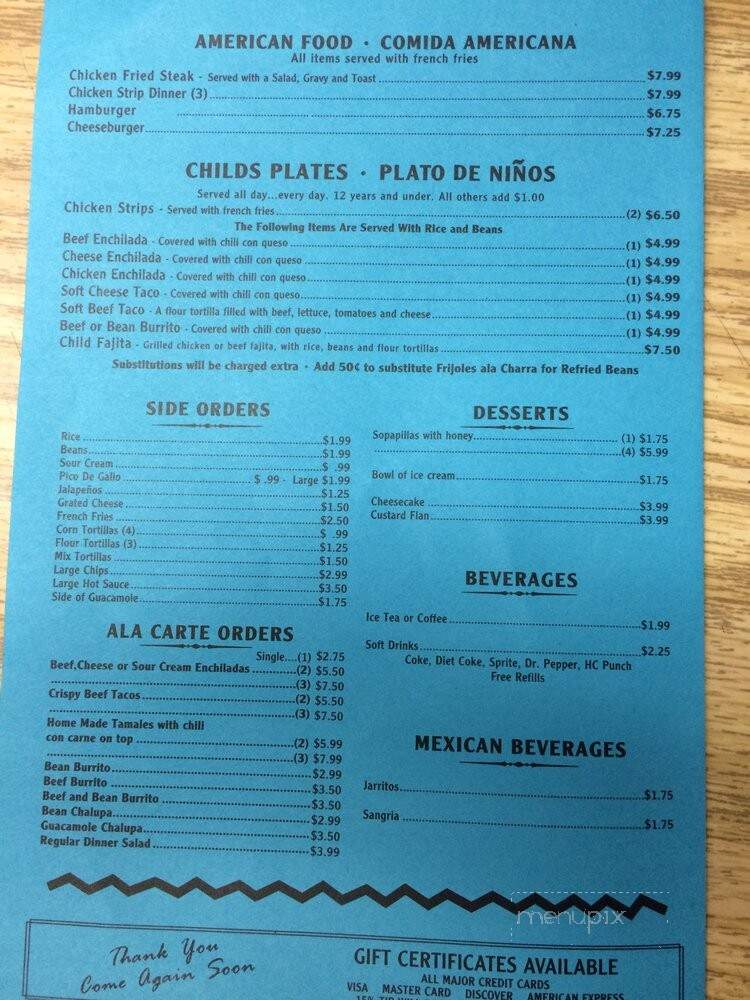 AMERICAN FOOD · COMIDA AMERICANA
All items served with french fries
Chicken Fried Steak - Served with a Salad, Gravy and Toast $7.99
Chicken Strip Dinner (3) $7.99
Hamburger $6.75
Cheeseburger $7.25
CHILDS PLATES · PLATO DE NIÑOS
Served all day...every day. 12 years and under. All others add $1.00
Chicken Strips - Served with french fries (2) $6.50
The Following Items Are Served With Rice and Beans
Beef Enchilada - Covered with chili con queso (1) $4.99
Cheese Enchilada - Covered with chili con queso (1) $4.99
Chicken Enchilada - Covered with chili con queso (1) $4.99
Soft Cheese Taco - Covered with chili con queso (1) $4.99
Soft Beef Taco - A flour tortilla filled with beef, lettuce, tomatoes and cheese (1) $4.99
Beef or Bean Burrito - Covered with chili con queso (1) $4.99
Child Fajita - Grilled chicken or beef fajita, with rice, beans and flour tortillas $7.50
Substitutions will be charged extra · Add 50¢ to substitute Frijoles ala Charra for Refried Beans
SIDE ORDERS
Rice $1.99
Beans $1.99
Sour Cream $ .99
Pico De Gallo $ .99 - Large $1.99
Jalapeños $1.25
Grated Cheese $1.50
French Fries $2.50
Corn Tortillas (4) $ .99
Flour Tortillas (3) $1.25
Mix Tortillas $1.50
Large Chips $2.99
Large Hot Sauce $3.50
Side of Guacamole $1.75
ALA CARTE ORDERS
Single....(1) $2.75
Beef,Cheese or Sour Cream Enchiladas (2) $5.50
(3) $7.50
Crispy Beef Tacos (2) $5.50
(3) $7.50
Home Made Tamales with chili
con carne on top (2) $5.99
(3) $7.99
Bean Burrito $2.99
Beef Burrito $3.50
Beef and Bean Burrito $3.50
Bean Chalupa $2.99
Guacamole Chalupa $3.50
Regular Dinner Salad $3.99
DESSERTS
Sopapillas with honey (1) $1.75
(4) $5.99
Bowl of ice cream $1.75
Cheesecake $3.99
Custard Flan $3.99
BEVERAGES
Ice Tea or Coffee $1.99
Soft Drinks $2.25
Coke, Diet Coke, Sprite, Dr. Pepper, HC Punch
Free Refills
MEXICAN BEVERAGES
Jarritos $1.75
Sangria $1.75
menupix
Thank You
Come Again Soon
GIFT CERTIFICATES AVAILABLE
ALL MAJOR CREDIT CARDS
VISA MASTER CARD DISCOVER AMERICAN EXPRESS
15% TIP